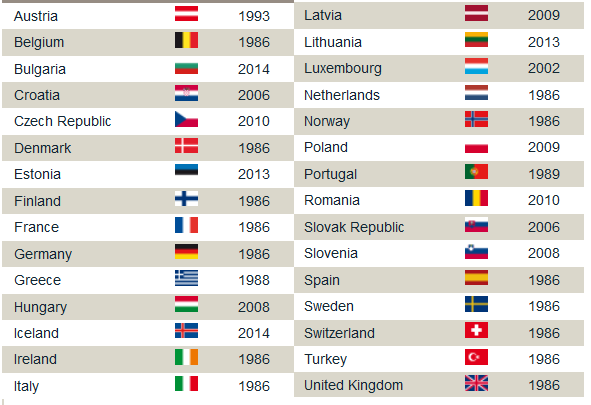 Austria 1993
Belgium 1986
Bulgaria 2014
Croatia 2006
Czech Republic 2010
Denmark 1986
Estonia 2013
Finland 1986
France 1986
Germany 1986
Greece 1988
Hungary 2008
Iceland 2014
Ireland 1986
Italy 1986
Latvia 2009
Lithuania 2013
Luxembourg 2002
Netherlands 1986
Norway 1986
Poland 2009
Portugal 1989
Romania 2010
Slovak Republic 2006
Slovenia 2008
Spain 1986
Sweden 1986
Switzerland 1986
Turkey 1986
United Kingdom 1986